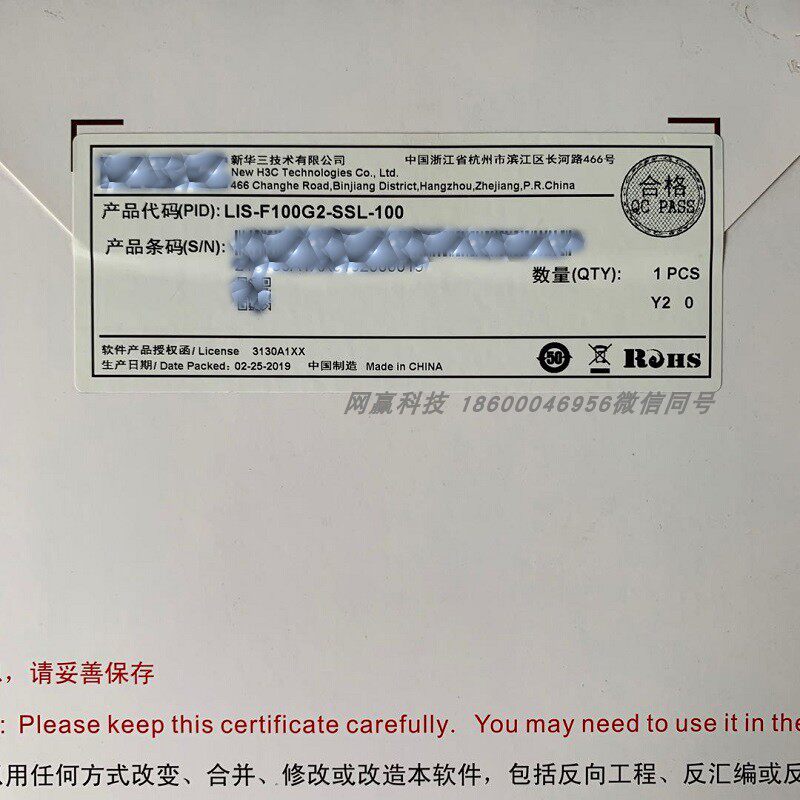 新华三技术有限公司 中国浙江省杭州市滨江区长河路466号
New H3C Technologies Co., Ltd.
466 Changhe Road,Binjiang District,Hangzhou,Zhejiang,P.R.China
合格
QC PASS
产品代码(PID): LIS-F100G2-SSL-100
产品条码(S/N):
数量(QTY): 1 PCS
Y2 0
软件产品授权函/ License 3130A1XX
生产日期/ Date Packed: 02-25-2019 中国制造 Made in CHINA
50
RoHS
网赢科技 18600046956微信同号
，请妥善保存
: Please keep this certificate carefully. You may need to use it in the
用任何方式改变、合并、修改或改造本软件，包括反向工程、反汇编或反